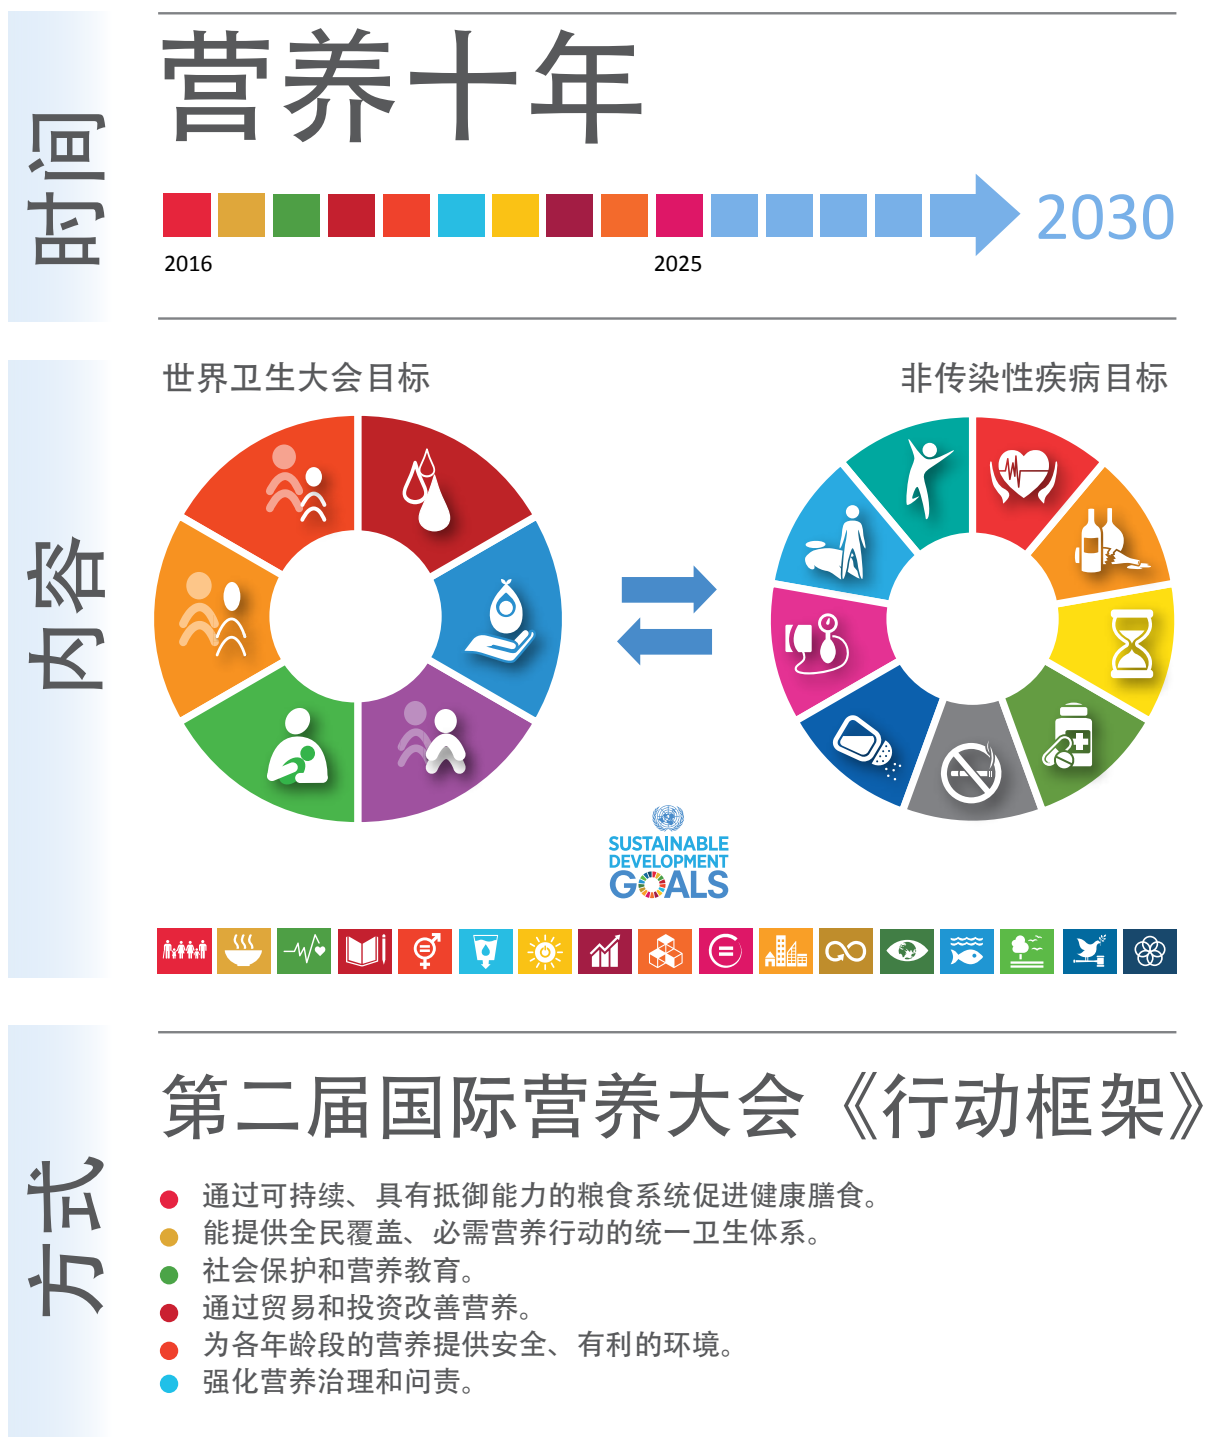 时间
营养十年
2030
2016
2025
内容
世界卫生大会目标
非传染性疾病目标
SUSTAINABLE
DEVELOPMENT
GOALS
方式
第二届国际营养大会《行动框架》
通过可持续、具有抵御能力的粮食系统促进健康膳食。
能提供全民覆盖、必需营养行动的统一卫生体系。
社会保护和营养教育。
通过贸易和投资改善营养。
为各年龄段的营养提供安全、有利的环境。
强化营养治理和问责。